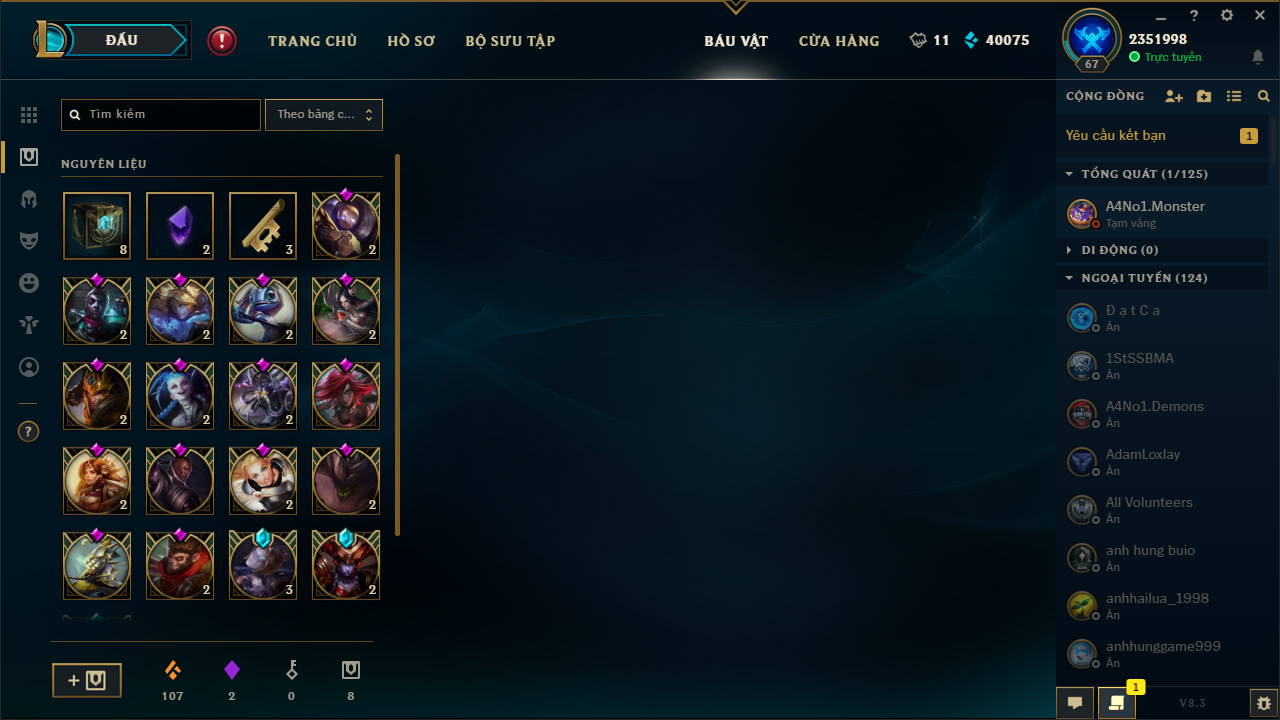 ĐẤU
TRANG CHỦ
HỒ SƠ
BỘ SƯU TẬP
BÁU VẬT
CỬA HÀNG
11
40075
67
2351998
Trực tuyến
Tìm kiếm
Theo bảng c...
NGUYÊN LIỆU
8
2
3
2
2
2
2
2
2
2
2
2
2
2
2
3
2
107
2
0
8
CỘNG ĐỒNG
Yêu cầu kết bạn
1
TỔNG QUÁT (1/125)
A4No1.Monster
Tạm vắng
DI ĐỘNG (0)
NGOẠI TUYẾN (124)
Đ ạ t C a
Ẩn
1StSSBMA
Ẩn
A4No1.Demons
Ẩn
AdamLoxlay
Ẩn
All Volunteers
Ẩn
anh hung buio
Ẩn
anhhailua_1998
Ẩn
anhhunggame999
Ẩn
1
V8.3